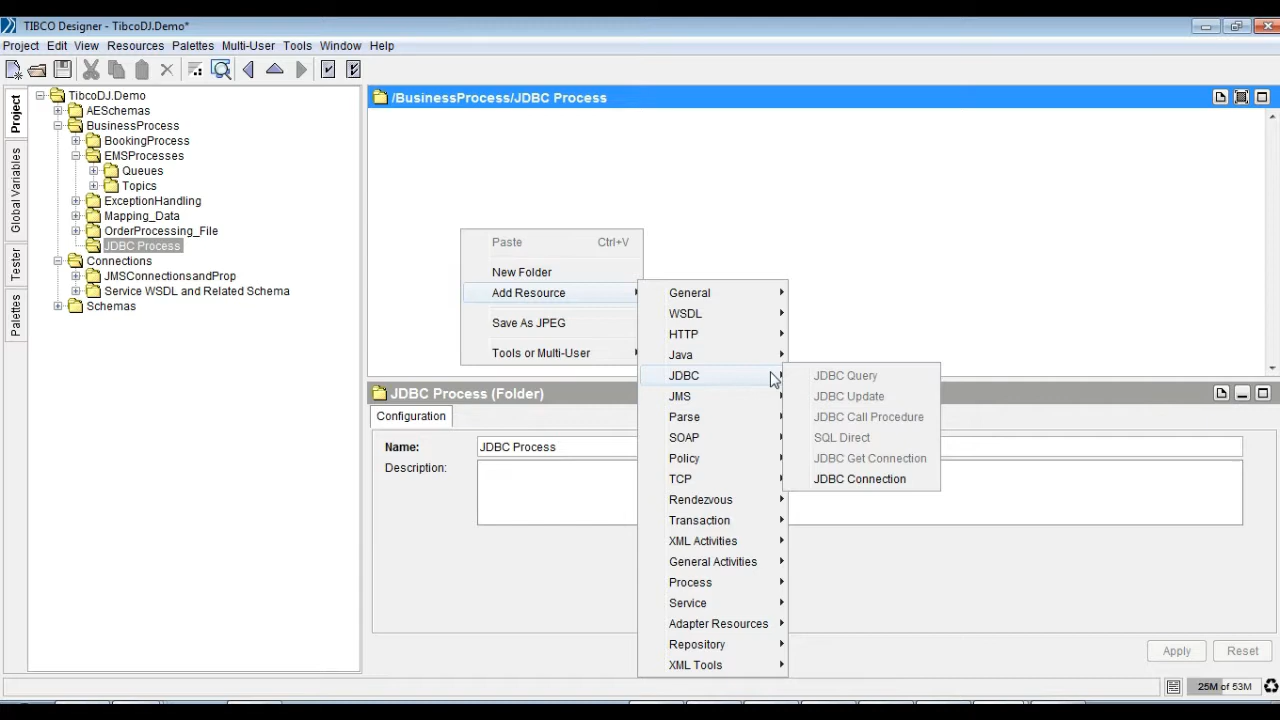 TIBCO Designer - TibcoDJ.Demo*
Project Edit View Resources Palettes Multi-User Tools Window Help
Project
Global Variables
Tester
Palettes
TibcoDJ.Demo
AESchemas
BusinessProcess
BookingProcess
EMSProcesses
Queues
Topics
ExceptionHandling
Mapping_Data
OrderProcessing_File
JDBC Process
Connections
JMSConnectionsandProp
Service WSDL and Related Schema
Schemas
/BusinessProcess/JDBC Process
Paste Ctrl+V
New Folder
Add Resource
Save As JPEG
Tools or Multi-User
General
WSDL
HTTP
Java
JDBC
JMS
Parse
SOAP
Policy
TCP
Rendezvous
Transaction
XML Activities
General Activities
Process
Service
Adapter Resources
Repository
XML Tools
JDBC Query
JDBC Update
JDBC Call Procedure
SQL Direct
JDBC Get Connection
JDBC Connection
JDBC Process (Folder)
Configuration
Name: JDBC Process
Description:
Apply Reset
25M of 53M